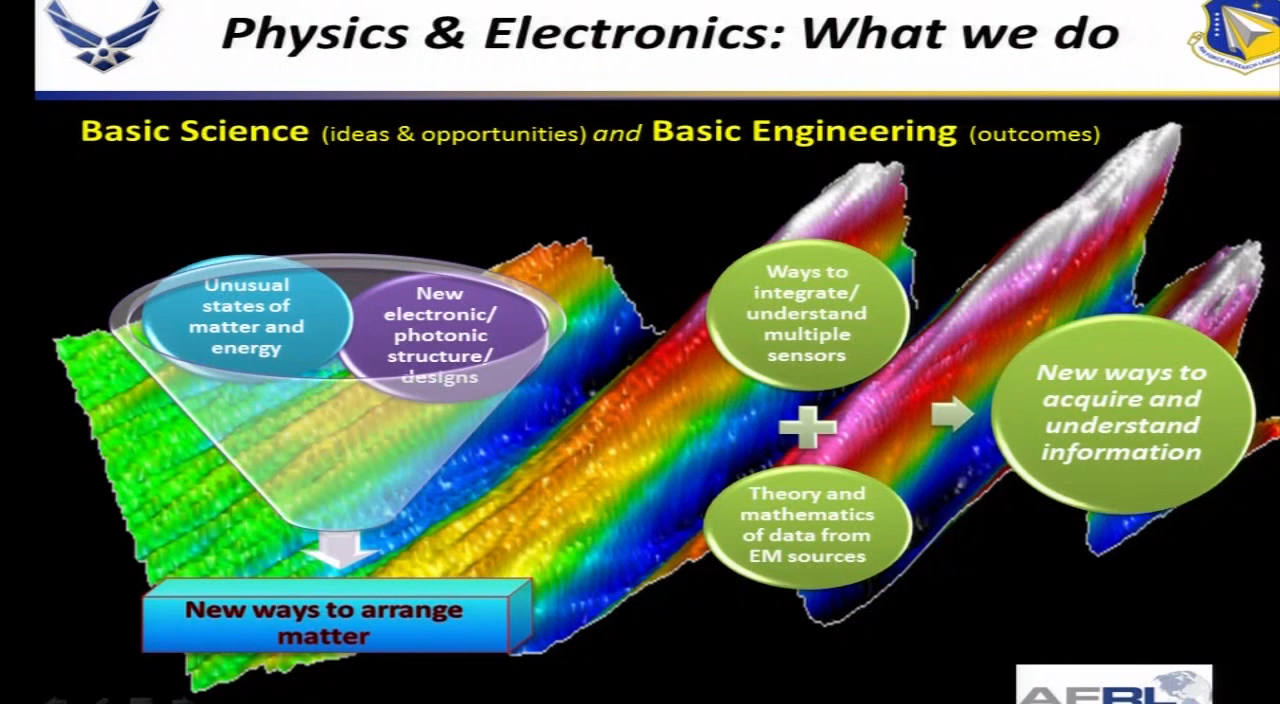 Physics & Electronics: What we do
Basic Science (ideas & opportunities) and Basic Engineering (outcomes)
Unusual
states of
matter and
energy
New
electronic/
photonic
structure/
designs
New ways to arrange
matter
Ways to
integrate/
understand
multiple
sensors
Theory and
mathematics
of data from
EM sources
New ways to
acquire and
understand
information
AFRL